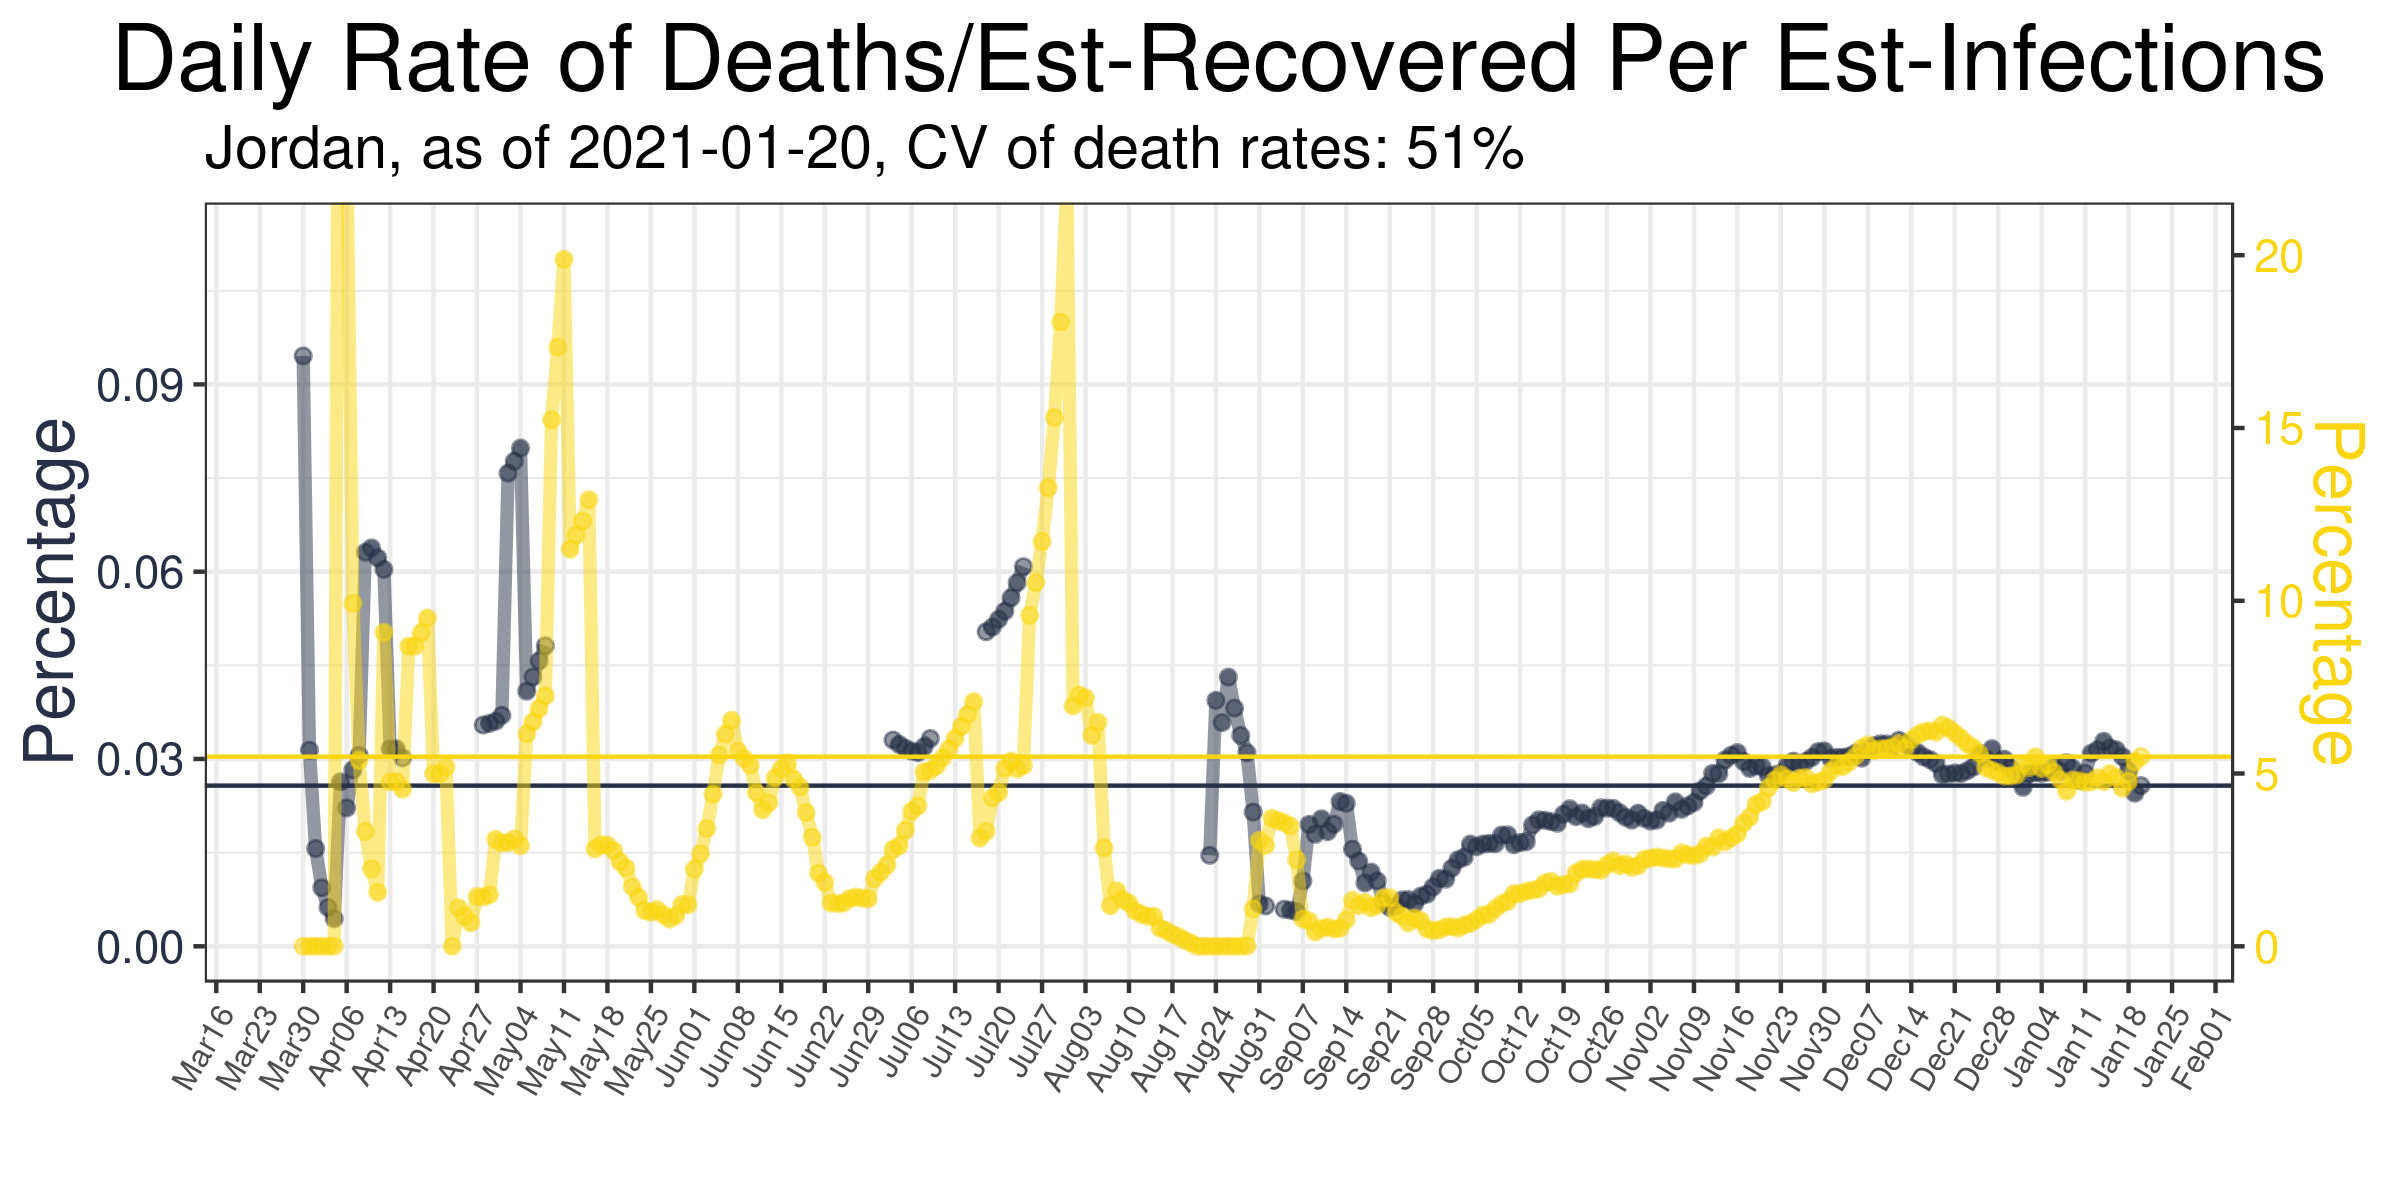 Daily Rate of Deaths/Est-Recovered Per Est-Infections
Jordan, as of 2021-01-20, CV of death rates: 51%
Percentage
0.09
0.06
0.03
0.00
20
15
10
5
0
Percentage
Mar16
Mar23
Mar30
Apr06
Apr13
Apr20
Apr27
May04
May11
May18
May25
Jun01
Jun08
Jun15
Jun22
Jun29
Jul06
Jul13
Jul20
Jul27
Aug03
Aug10
Aug17
Aug24
Aug31
Sep07
Sep14
Sep21
Sep28
Oct05
Oct12
Oct19
Oct26
Nov02
Nov09
Nov16
Nov23
Nov30
Dec07
Dec14
Dec21
Dec28
Jan04
Jan11
Jan18
Jan25
Feb01